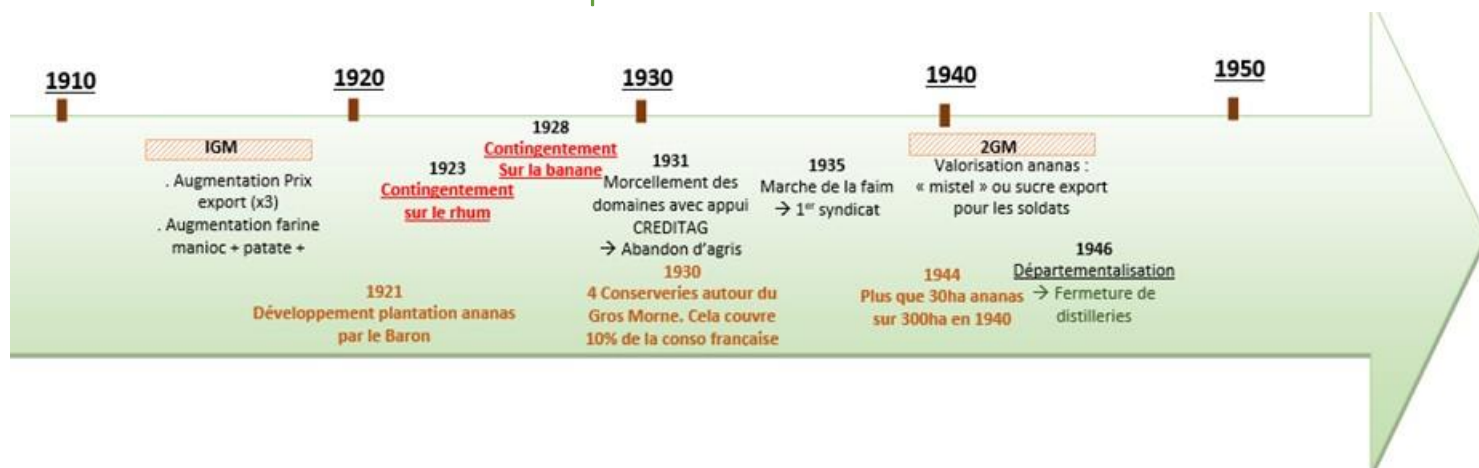 1910
1920
1930
1940
1950
IGM
. Augmentation Prix
export (x3)
. Augmentation farine
manioc + patate +
1921
Développement plantation ananas
par le Baron
1923
Contingentement
sur le rhum
1928
Contingentement
Sur la banane
1931
Morcellement des
domaines avec appui
CREDITAG
→ Abandon d'agris
1930
4 Conserveries autour du
Gros Morne. Cela couvre
10% de la conso française
1935
Marche de la faim
→ 1er syndicat
2GM
Valorisation ananas :
« mistel » ou sucre export
pour les soldats
1944
Plus que 30ha ananas
sur 300ha en 1940
1946
Départementalisation
→ Fermeture de
distilleries